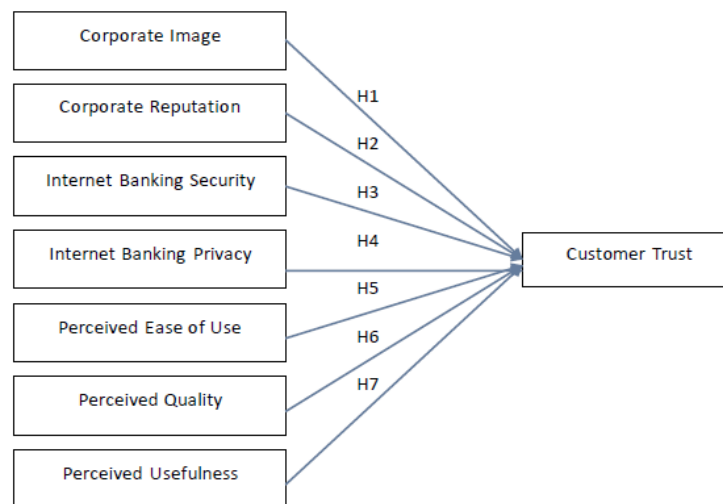 Corporate Image
H1
Corporate Reputation
H2
Internet Banking Security
H3
H4
Internet Banking Privacy
Customer Trust
H5
Perceived Ease of Use
H6
H7
Perceived Quality
Perceived Usefulness